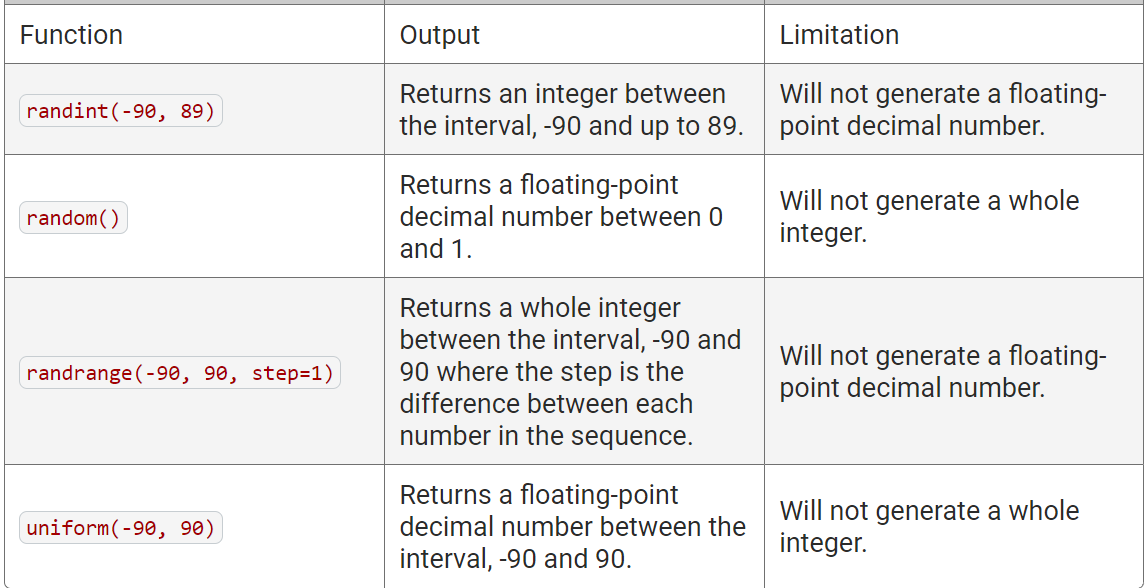 Function
Output
Limitation
randint(-90, 89)
Returns an integer between
the interval, -90 and up to 89.
Will not generate a floating-
point decimal number.
random()
Returns a floating-point
decimal number between 0
and 1.
Will not generate a whole
integer.
randrange(-90, 90, step=1)
Returns a whole integer
between the interval, -90 and
90 where the step is the
difference between each
number in the sequence.
Will not generate a floating-
point decimal number.
uniform(-90, 90)
Returns a floating-point
decimal number between the
interval, -90 and 90.
Will not generate a whole
integer.